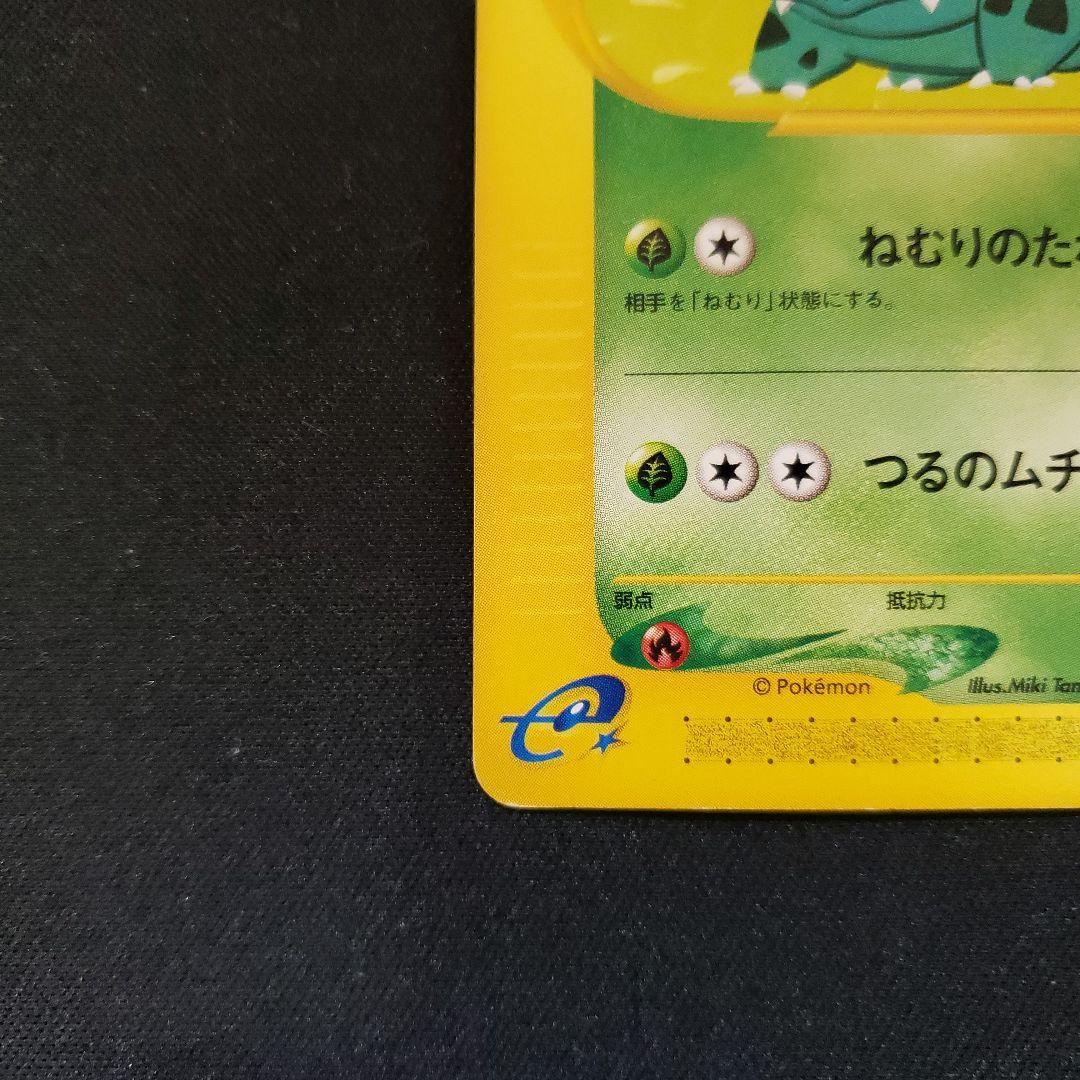 ねむりのた
相手を「ねむり」状態にする。
つるのムチ
弱点 抵抗力
© Pokémon Illus.Miki